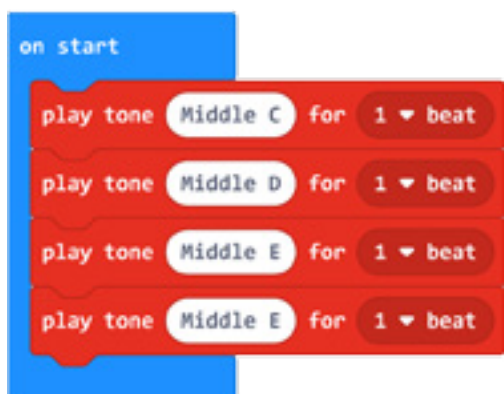 on start
play tone Middle C for 1 beat
play tone Middle D for 1 beat
play tone Middle E for 1 beat
play tone Middle E for 1 beat